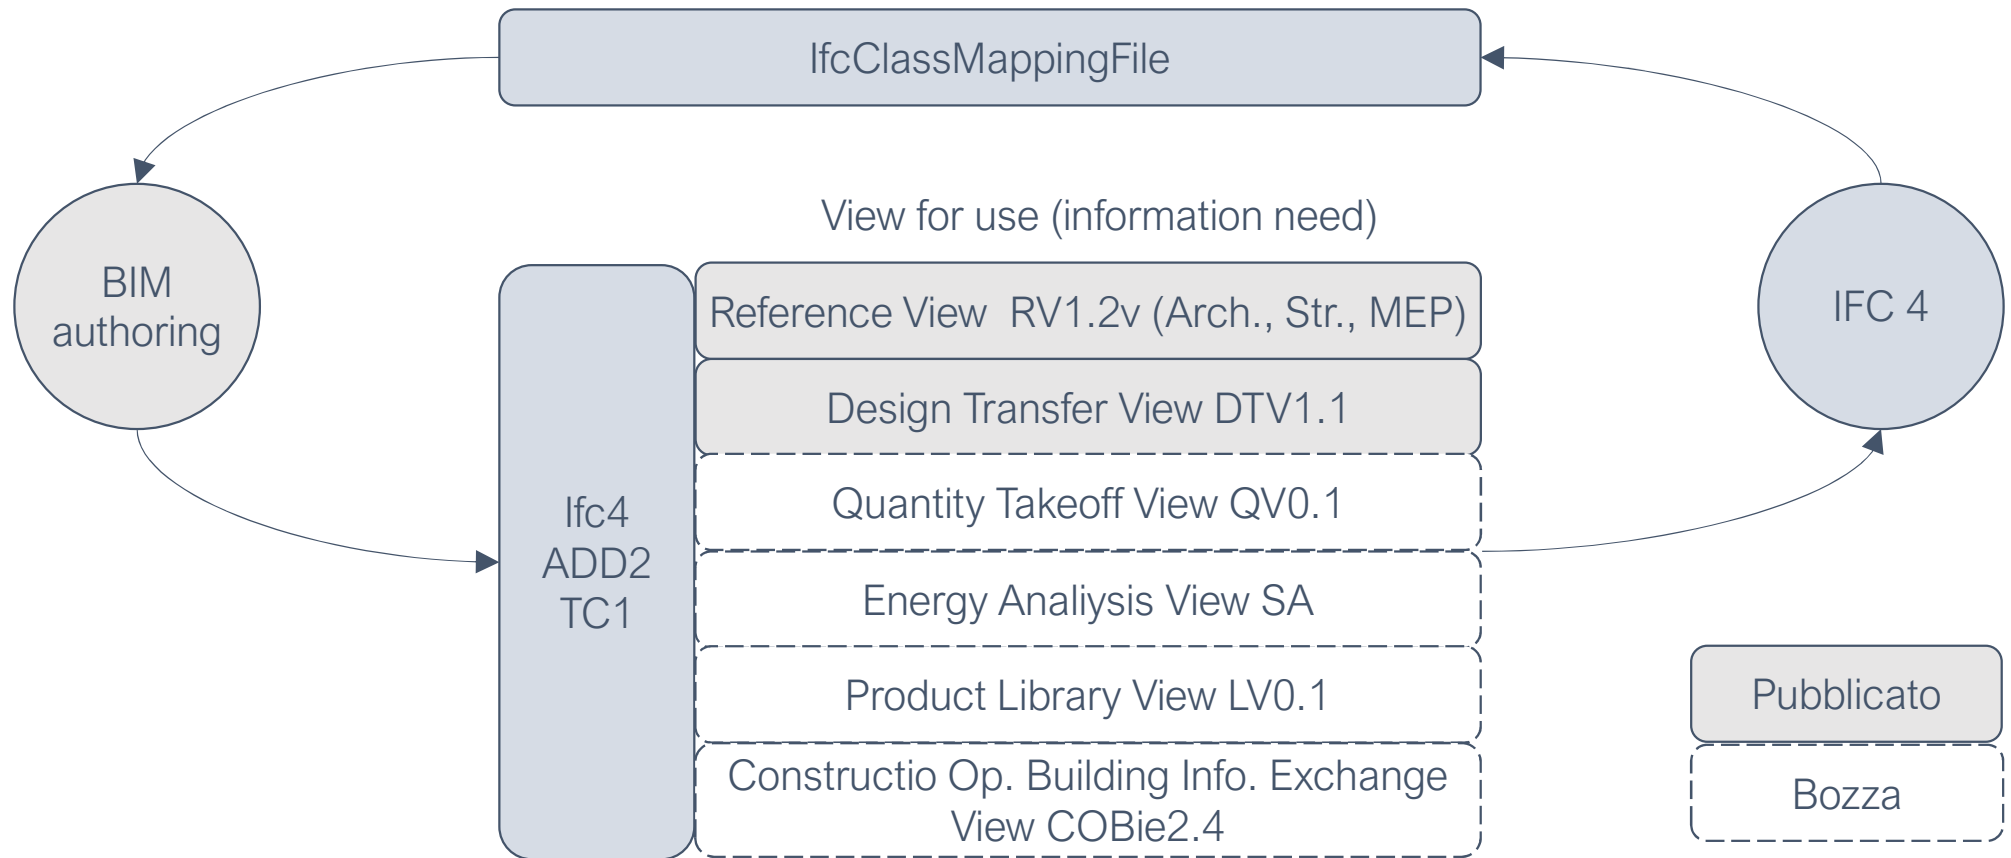 IfcClassMappingFile
View for use (information need)
BIM
authoring
Reference View  RV1.2v (Arch., Str., MEP)
IFC 4
Design Transfer View DTV1.1
Ifc4
ADD2
TC1
Quantity Takeoff View QV0.1
Energy Analiysis View SA
Product Library View LV0.1
Constructio Op. Building Info. Exchange
View COBie2.4
Pubblicato
Bozza